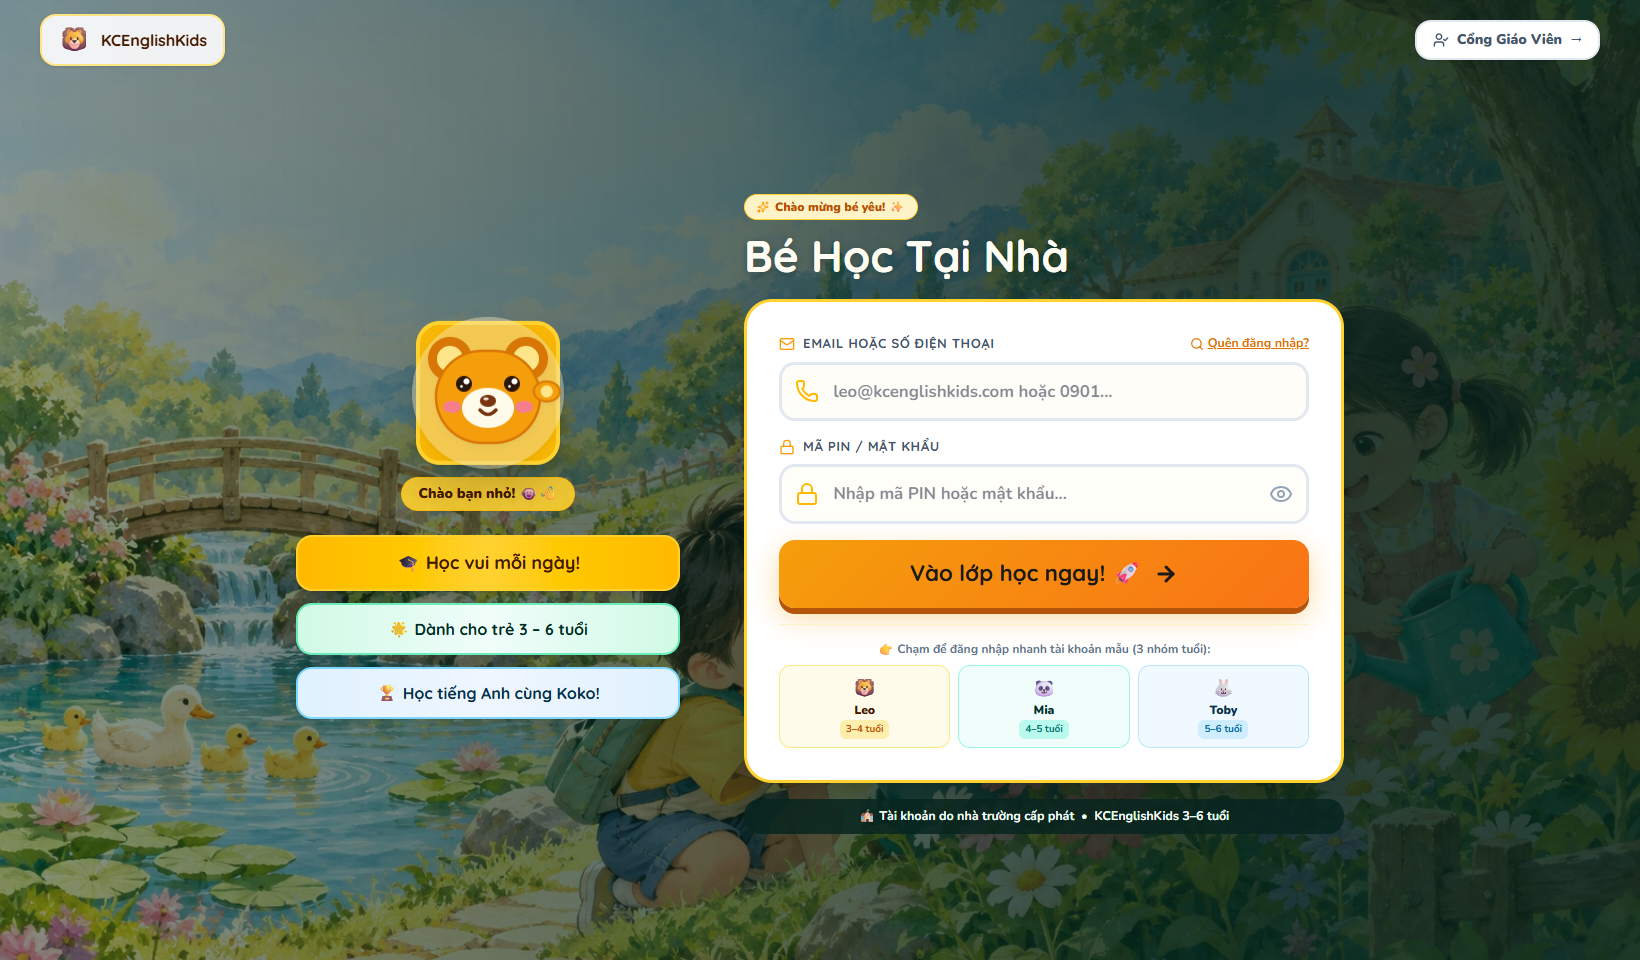 KCEnglishKids
Cổng Giáo Viên →
Chào mừng bé yêu!
Bé Học Tại Nhà
EMAIL HOẶC SỐ ĐIỆN THOẠI
Quên đăng nhập?
leo@kcenglishkids.com hoặc 0901...
MÃ PIN / MẬT KHẨU
Nhập mã PIN hoặc mật khẩu...
Vào lớp học ngay! →
Chạm để đăng nhập nhanh tài khoản mẫu (3 nhóm tuổi):
Leo
3–4 tuổi
Mia
4–5 tuổi
Toby
5–6 tuổi
Tài khoản do nhà trường cấp phát • KCEnglishKids 3–6 tuổi
Chào bạn nhỏ!
Học vui mỗi ngày!
Dành cho trẻ 3 – 6 tuổi
Học tiếng Anh cùng Koko!